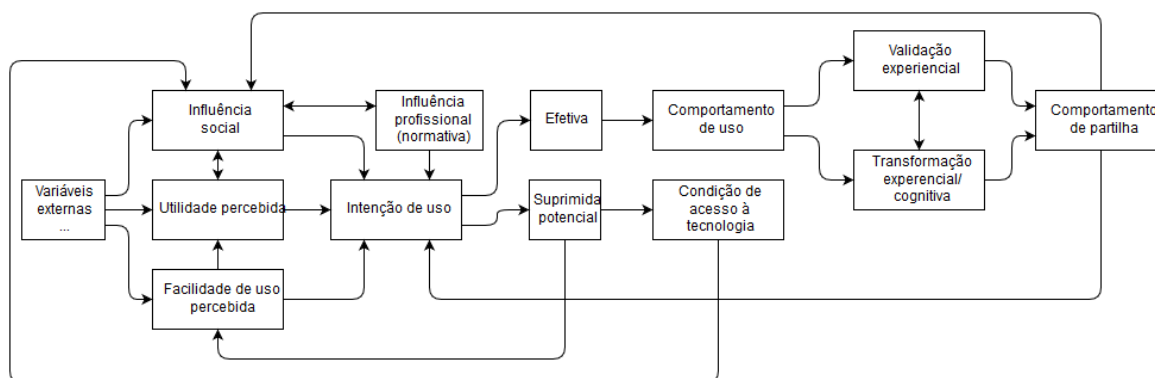 Validação
experiencial
Influência
social
Influência
profissional
(normativa)
Efetiva
Comportamento
de uso
Comportamento
de partilha
Variáveis
externas
...
Utilidade percebida
Intenção de uso
Suprimida
potencial
Condição de
acesso à
tecnologia
Transformação
experencial/
cognitiva
Facilidade de uso
percebida